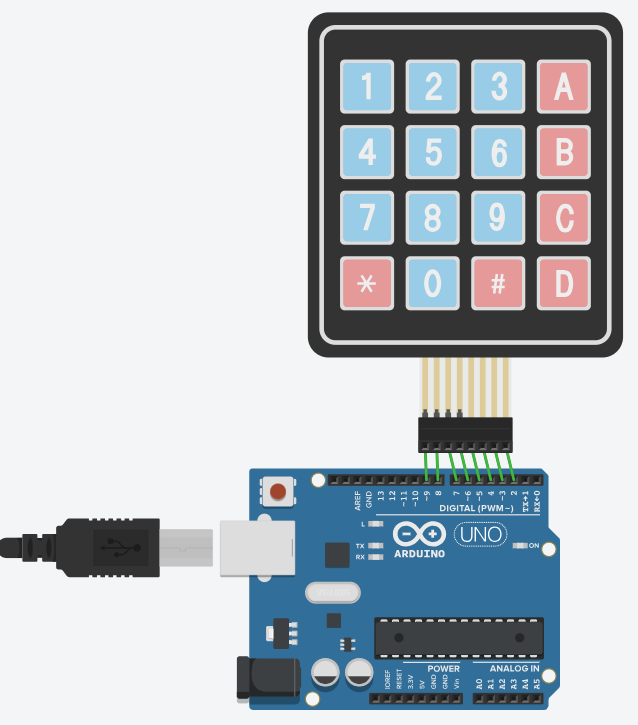 1 2 3 A
4 5 6 B
7 8 9 C
* 0 # D
AREF
GND
13
12
~11
~10
~9
8
7
~6
~5
4
~3
2
TX→1
RX←0
DIGITAL (PWM~)
L
TX
RX
UNO
ARDUINO
ON
POWER
ANALOG IN
IOREF
RESET
3.3V
5V
GND
GND
Vin
A0
A1
A2
A3
A4
A5